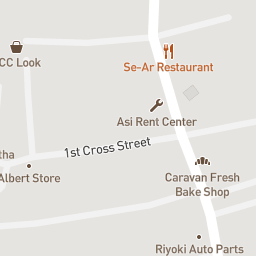 CC Look
Se-Ar Restaurant
Asi Rent Center
1st Cross Street
tha
Albert Store
Caravan Fresh
Bake Shop
Riyoki Auto Parts